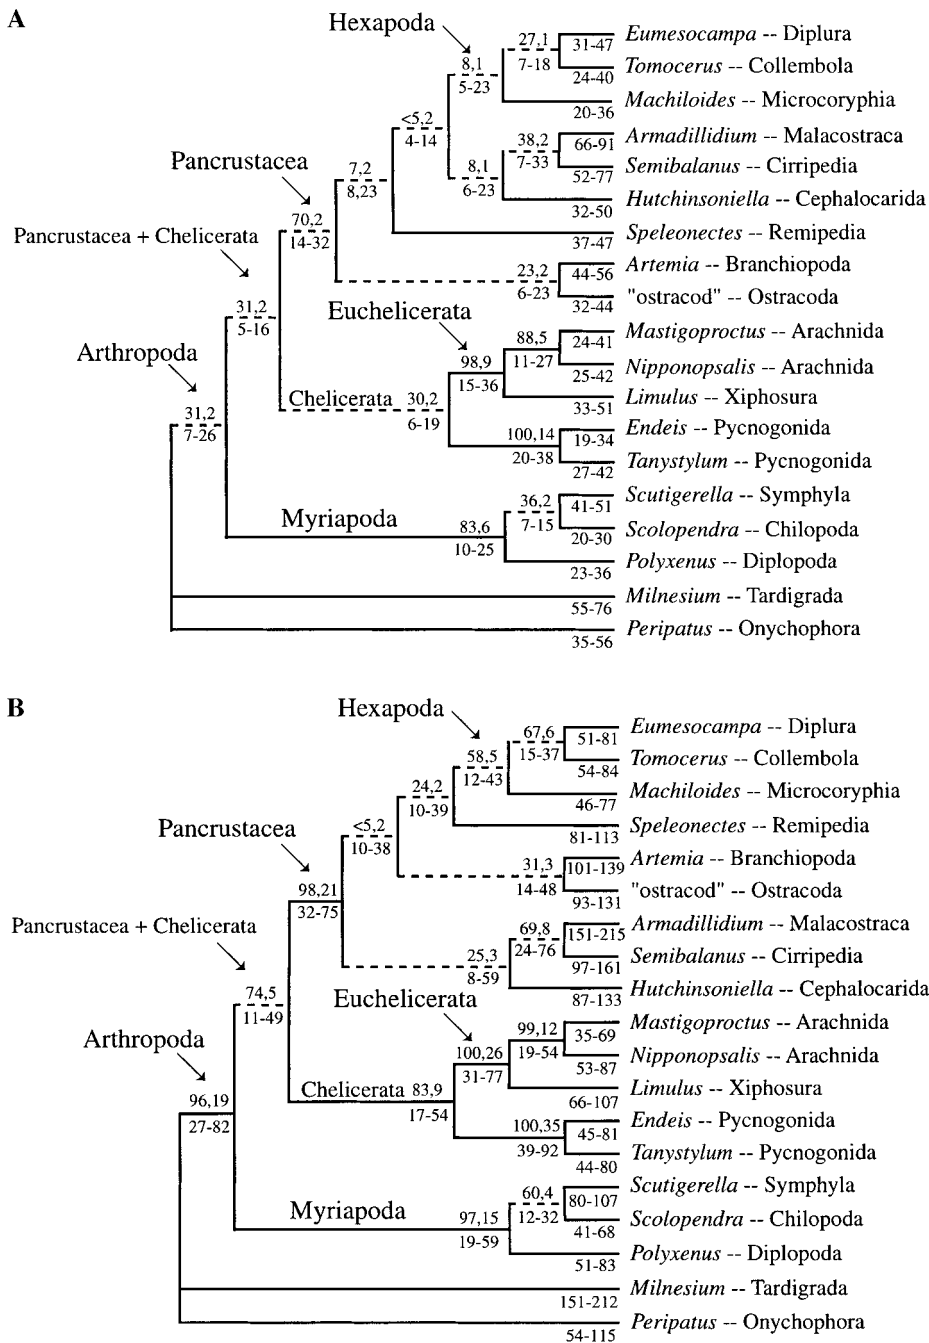 A
Hexapoda
27,1
31-47
Eumesocampa -- Diplura
8,1
7-18
24-40
Tomocerus -- Collembola
5-23
20-36
Machiloides -- Microcoryphia
<5,2
4-14
38,2
66-91
Armadillidium -- Malacostraca
Pancrustacea
7,2
8,1
7-33
52-77
Semibalanus -- Cirripedia
8,23
6-23
32-50
Hutchinsoniella -- Cephalocarida
70,2
14-32
37-47
Speleonectes -- Remipedia
Pancrustacea + Chelicerata
23,2
44-56
Artemia -- Branchiopoda
6-23
32-44
"ostracod" -- Ostracoda
31,2
5-16
Euchelicerata
88,5
24-41
Mastigoproctus -- Arachnida
Arthropoda
98,9
11-27
25-42
Nipponopsalis -- Arachnida
15-36
33-51
Limulus -- Xiphosura
Chelicerata
30,2
6-19
31,2
7-26
100,14
19-34
Endeis -- Pycnogonida
20-38
27-42
Tanystylum -- Pycnogonida
36,2
41-51
Scutigerella -- Symphyla
Myriapoda
83,6
7-15
20-30
Scolopendra -- Chilopoda
10-25
23-36
Polyxenus -- Diplopoda
55-76
Milnesium -- Tardigrada
35-56
Peripatus -- Onychophora
B
Hexapoda
67,6
51-81
Eumesocampa -- Diplura
58,5
15-37
54-84
Tomocerus -- Collembola
12-43
46-77
Machiloides -- Microcoryphia
24,2
10-39
81-113
Speleonectes -- Remipedia
Pancrustacea
<5,2
10-38
31,3
101-139
Artemia -- Branchiopoda
14-48
93-131
"ostracod" -- Ostracoda
98,21
32-75
69,8
151-215
Armadillidium -- Malacostraca
Pancrustacea + Chelicerata
24-76
97-161
Semibalanus -- Cirripedia
25,3
8-59
87-133
Hutchinsoniella -- Cephalocarida
74,5
11-49
Euchelicerata
99,12
35-69
Mastigoproctus -- Arachnida
Arthropoda
100,26
19-54
53-87
Nipponopsalis -- Arachnida
31-77
66-107
Limulus -- Xiphosura
Chelicerata
83,9
17-54
96,19
27-82
100,35
45-81
Endeis -- Pycnogonida
39-92
44-80
Tanystylum -- Pycnogonida
60,4
80-107
Scutigerella -- Symphyla
Myriapoda
97,15
12-32
41-68
Scolopendra -- Chilopoda
19-59
51-83
Polyxenus -- Diplopoda
151-212
Milnesium -- Tardigrada
54-115
Peripatus -- Onychophora